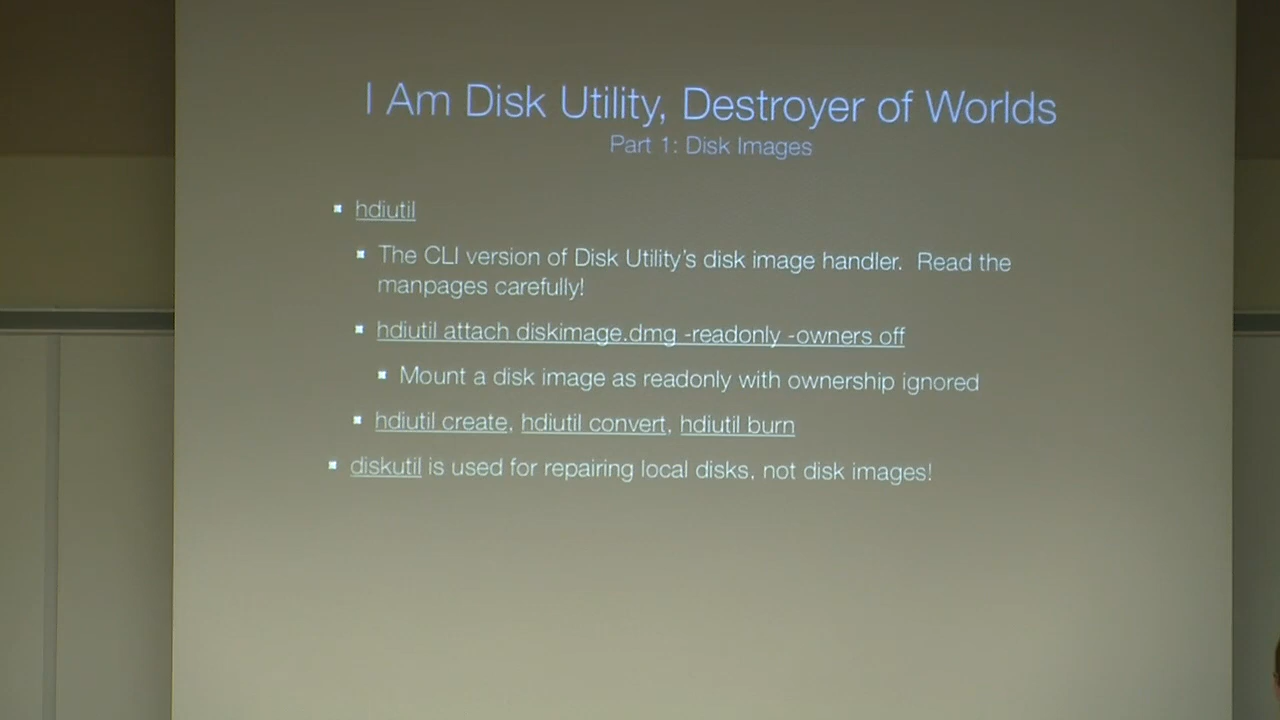 I Am Disk Utility, Destroyer of Worlds
Part 1: Disk Images
hdiutil
The CLI version of Disk Utility's disk image handler. Read the
manpages carefully!
hdiutil attach diskimage.dmg -readonly -owners off
Mount a disk image as readonly with ownership ignored
hdiutil create, hdiutil convert, hdiutil burn
diskutil is used for repairing local disks, not disk images!